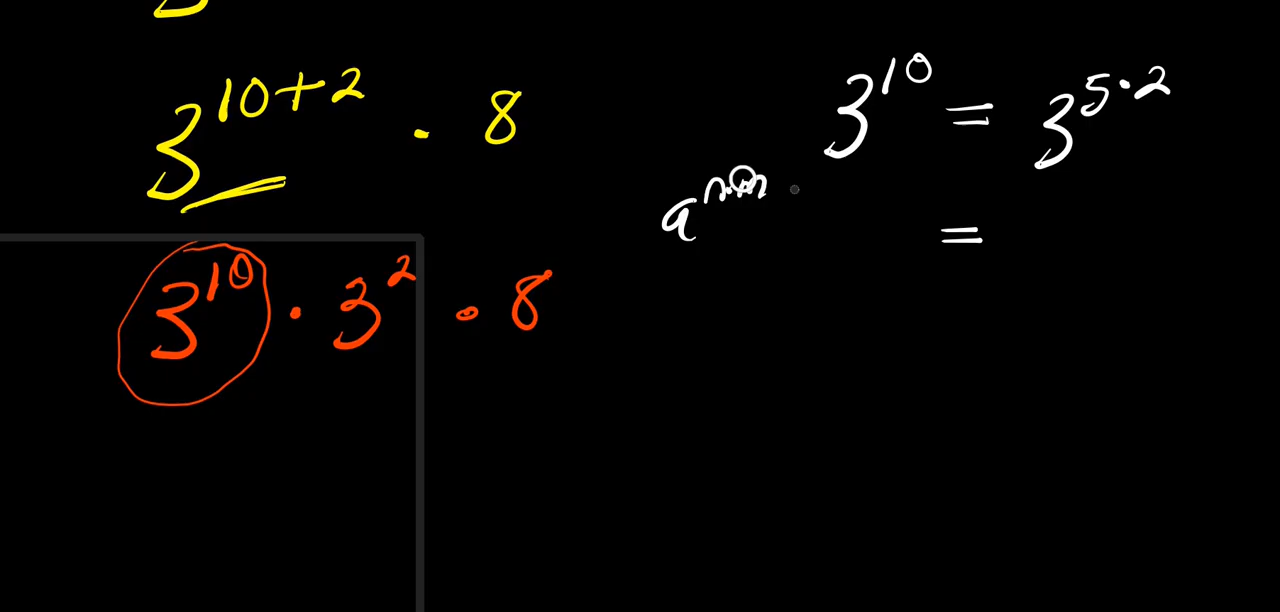 3^{10+2} · 8
3^{10} · 3^2 · 8
3^{10} = 3^{5·2}
a^{n·m}
=